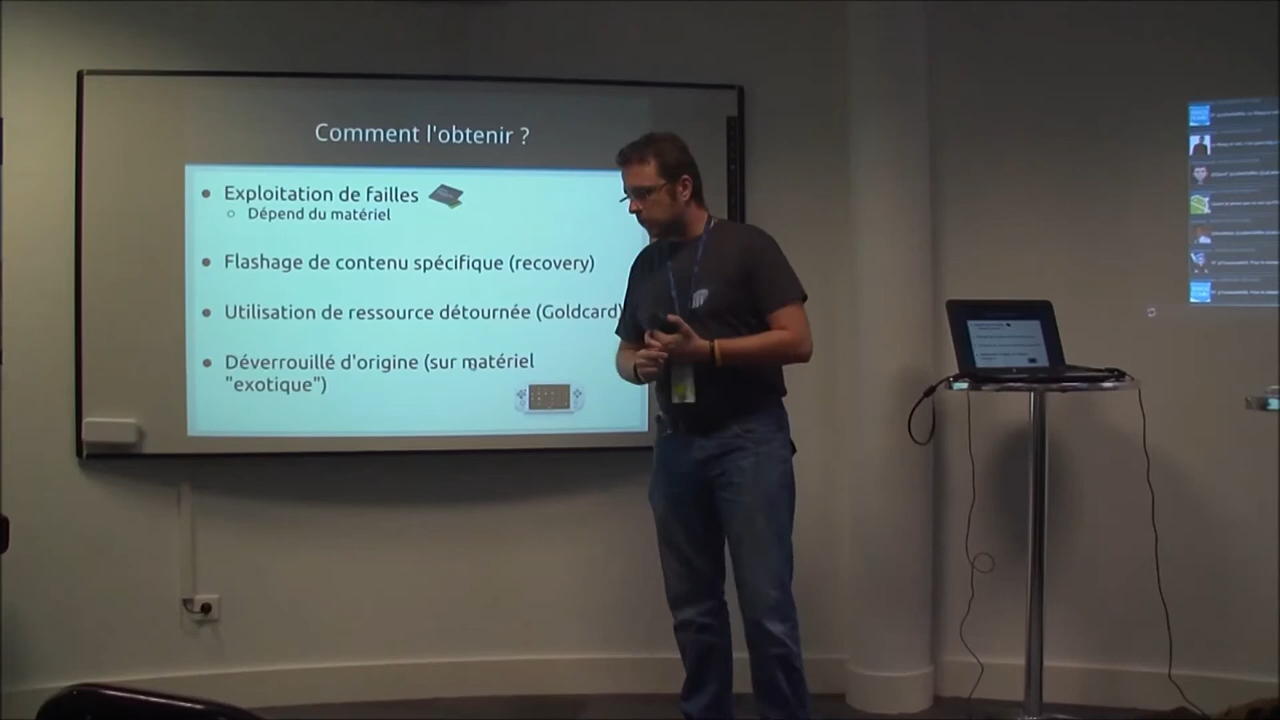 Comment l'obtenir ?
Exploitation de failles
Dépend du matériel
Flashage de contenu spécifique (recovery)
Utilisation de ressource détournée (Goldcard)
Déverrouillé d'origine (sur matériel
"exotique")